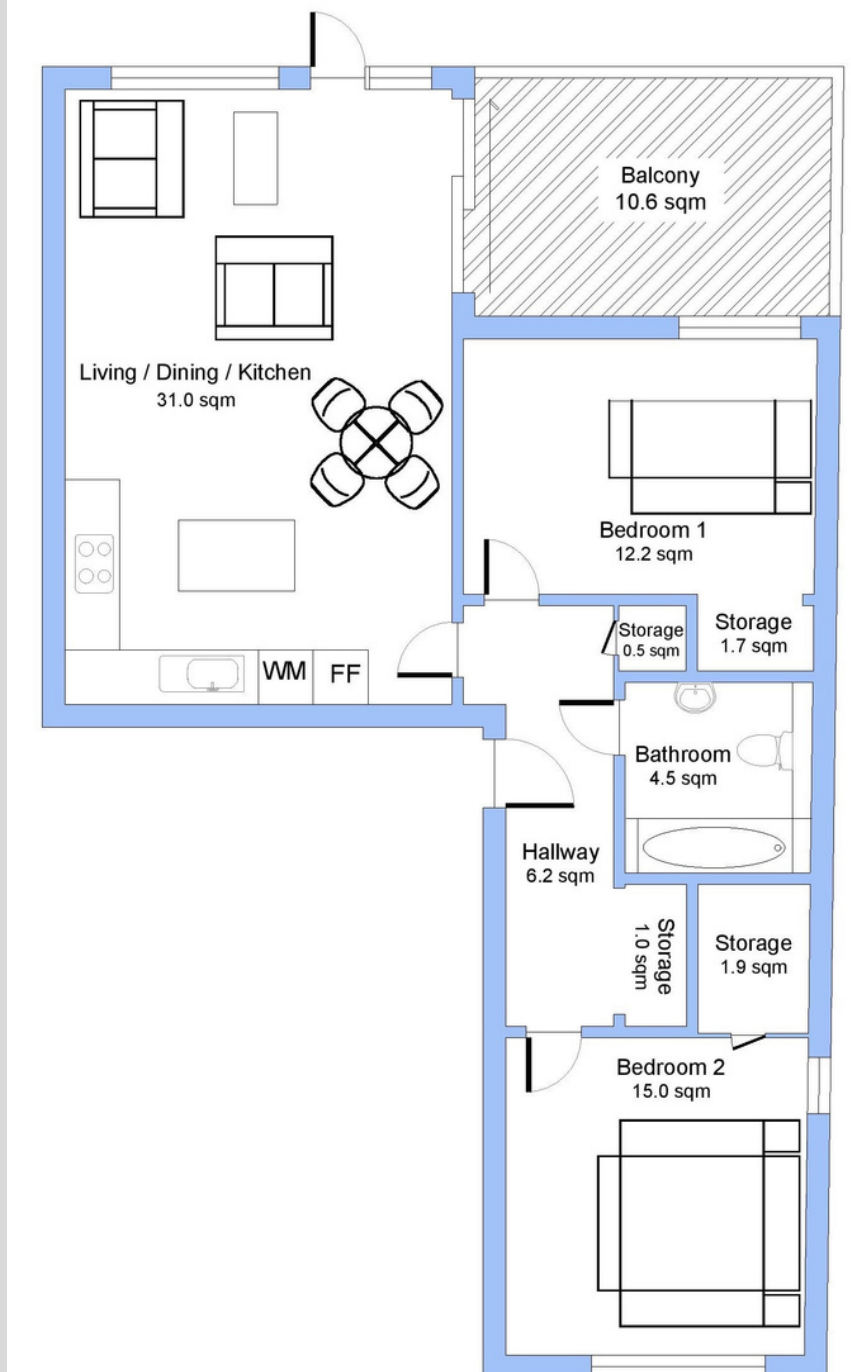 Balcony
10.6 sqm
Living / Dining / Kitchen
31.0 sqm
Bedroom 1
12.2 sqm
Storage
0.5 sqm
Storage
1.7 sqm
WM
FF
Bathroom
4.5 sqm
Hallway
6.2 sqm
Storage
1.0 sqm
Storage
1.9 sqm
Bedroom 2
15.0 sqm